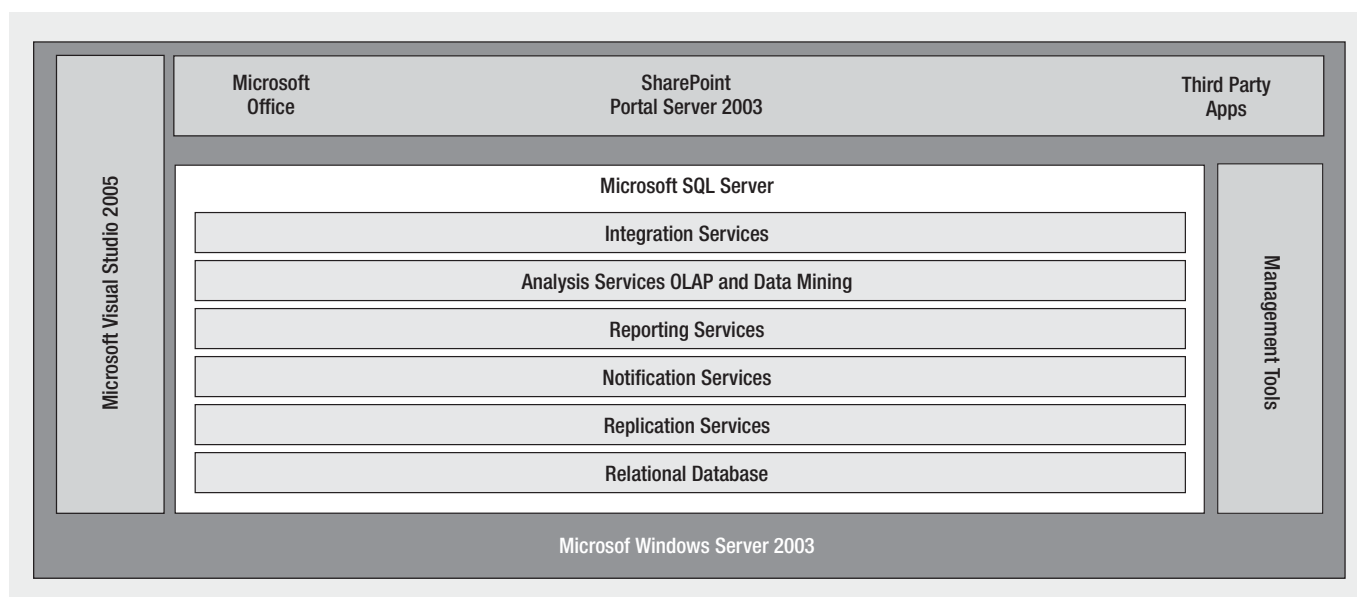 Microsoft
Office
SharePoint
Portal Server 2003
Third Party
Apps
Microsoft Visual Studio 2005
Microsoft SQL Server
Integration Services
Analysis Services OLAP and Data Mining
Reporting Services
Notification Services
Replication Services
Relational Database
Management Tools
Microsof Windows Server 2003